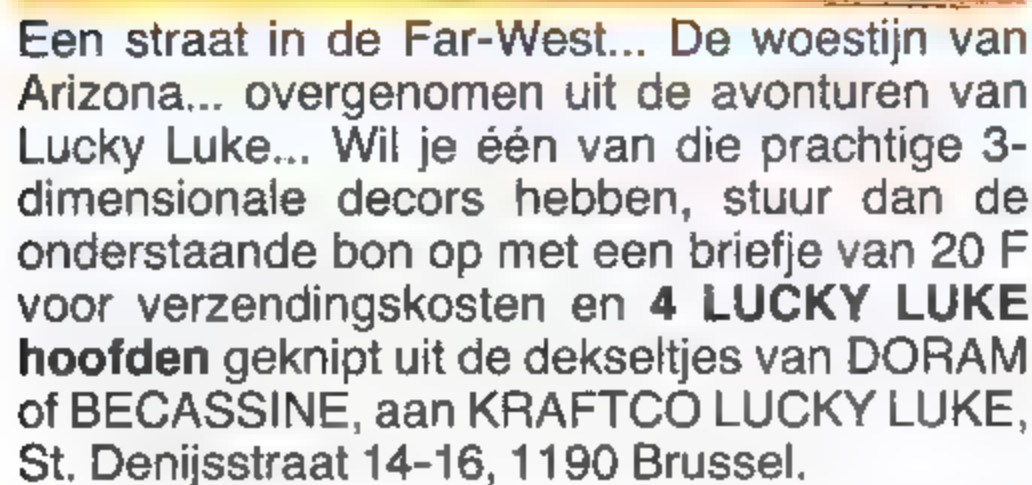 Een straat in de Far-West... De woestijn van
Arizona... overgenomen uit de avonturen van
Lucky Luke... Wil je één van die prachtige 3-
dimensionale decors hebben, stuur dan de
onderstaande bon op met een briefje van 20 F
voor verzendingskosten en 4 LUCKY LUKE
hoofden geknipt uit de dekseltjes van DORAM
of BECASSINE, aan KRAFTCO LUCKY LUKE,
St. Denijsstraat 14-16, 1190 Brussel.